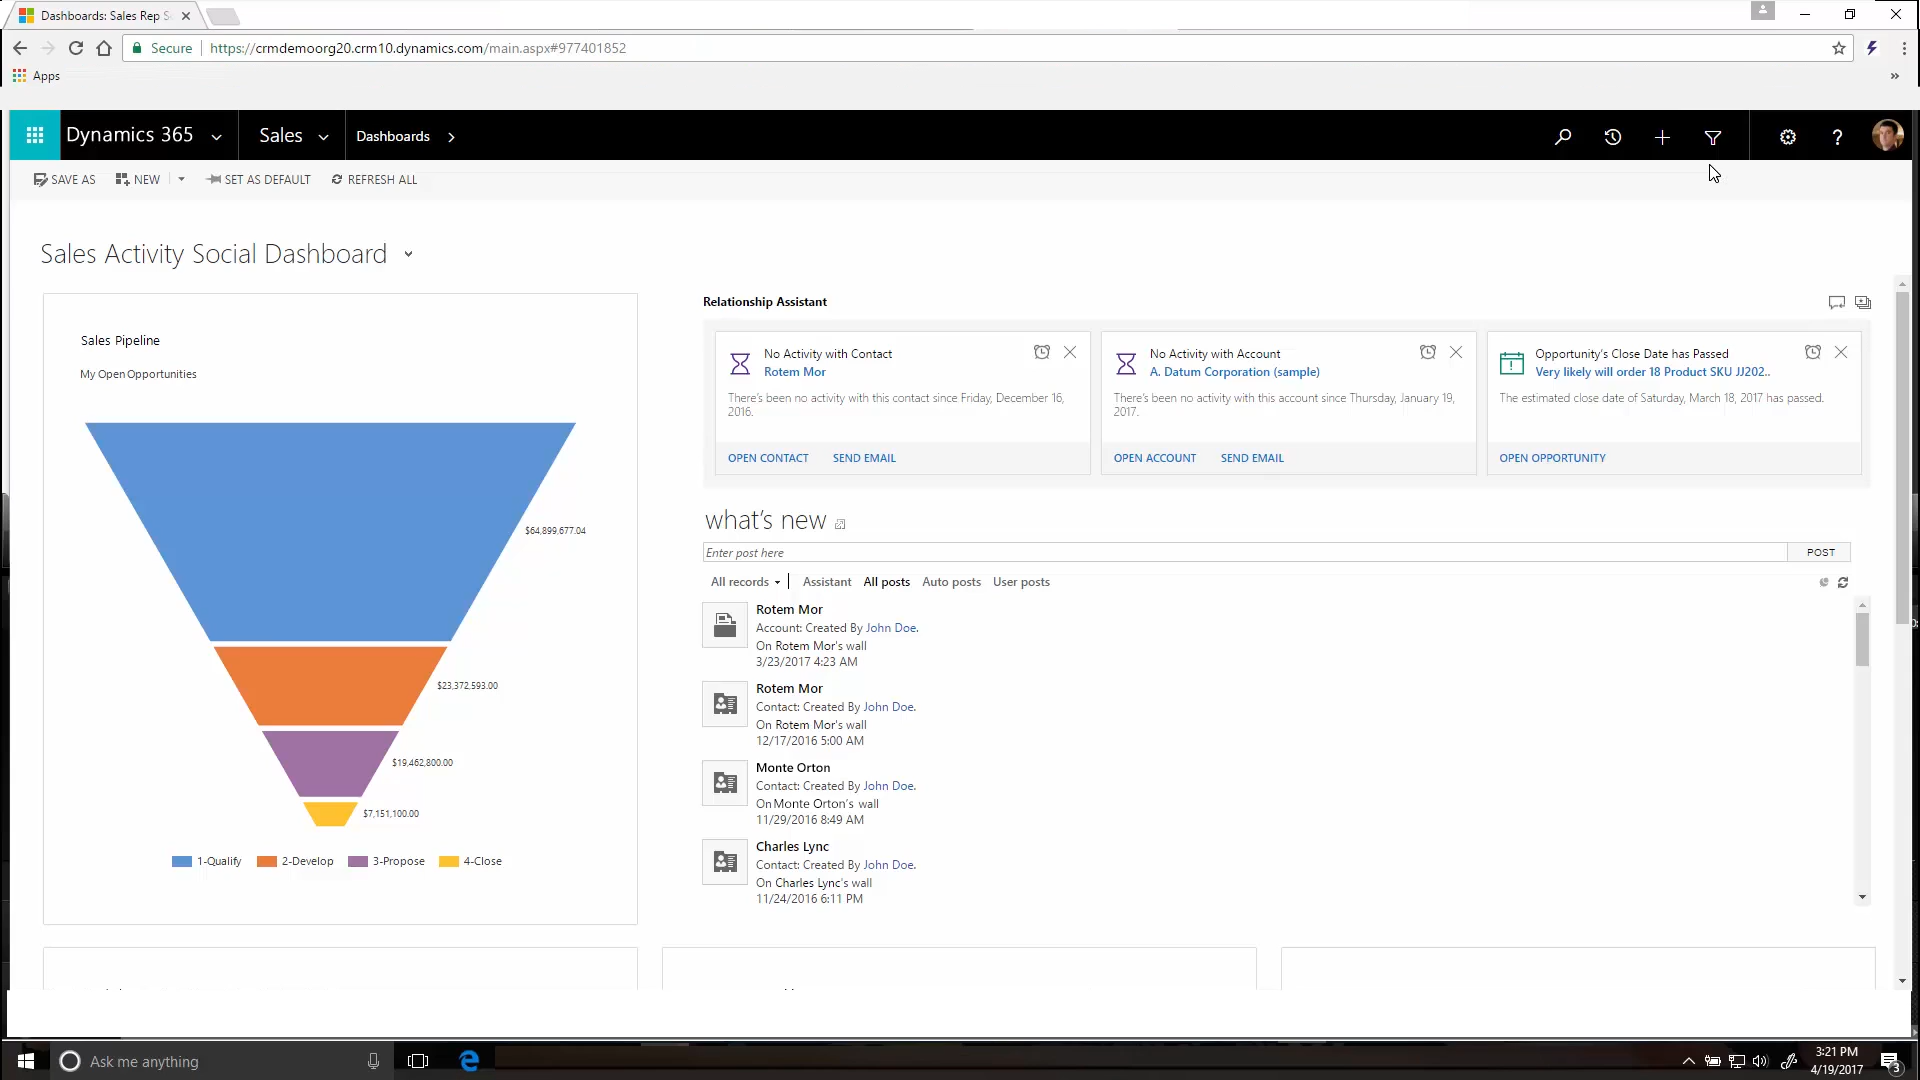 Dashboards: Sales Rep S
Secure
https://crmdemoorg20.crm10.dynamics.com/main.aspx#977401852
Apps
Dynamics 365
Sales
Dashboards
SAVE AS
NEW
SET AS DEFAULT
REFRESH ALL
Sales Activity Social Dashboard
Sales Pipeline
My Open Opportunities
$64,899,677.04
$23,372,593.00
$19,462,800.00
$7,151,100.00
1-Qualify
2-Develop
3-Propose
4-Close
Relationship Assistant
No Activity with Contact
Rotem Mor
There's been no activity with this contact since Friday, December 16,
2016.
OPEN CONTACT
SEND EMAIL
No Activity with Account
A. Datum Corporation (sample)
There's been no activity with this account since Thursday, January 19,
2017.
OPEN ACCOUNT
SEND EMAIL
Opportunity's Close Date has Passed
Very likely will order 18 Product SKU JJ202..
The estimated close date of Saturday, March 18, 2017 has passed.
OPEN OPPORTUNITY
what's new
Enter post here
POST
All records
Assistant
All posts
Auto posts
User posts
Rotem Mor
Account: Created By John Doe.
On Rotem Mor's wall
3/23/2017 4:23 AM
Rotem Mor
Contact: Created By John Doe.
On Rotem Mor's wall
12/17/2016 5:00 AM
Monte Orton
Contact: Created By John Doe.
On Monte Orton's wall
11/29/2016 8:49 AM
Charles Lync
Contact: Created By John Doe.
On Charles Lync's wall
11/24/2016 6:11 PM
Ask me anything
3:21 PM
4/19/2017
3